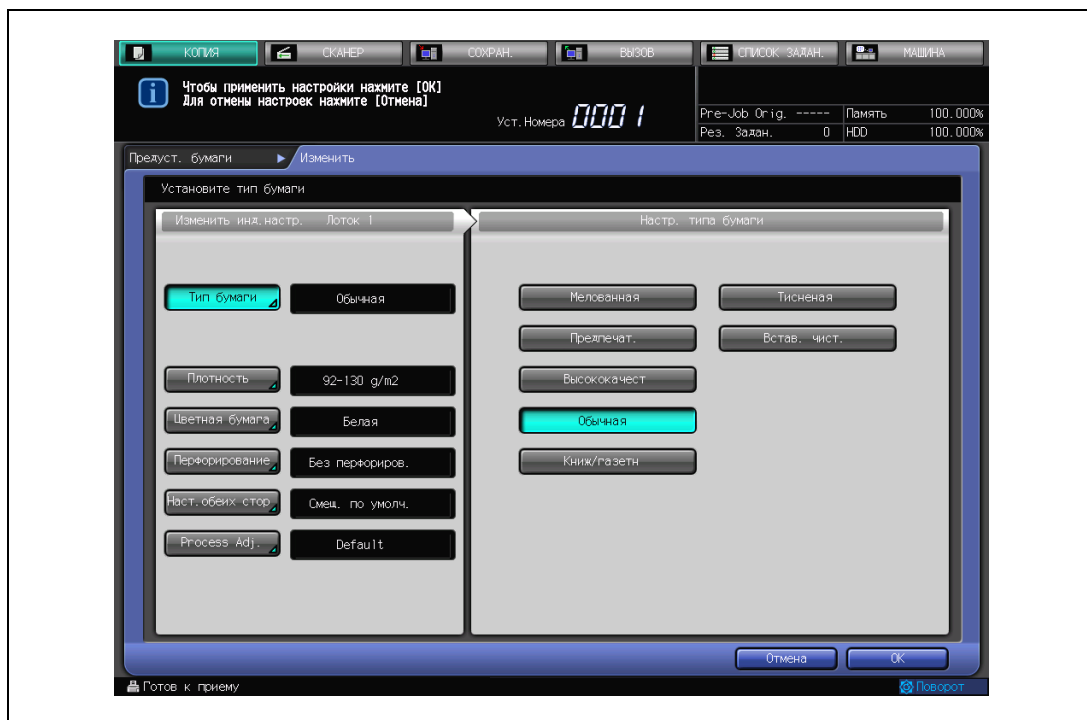 КОПИЯ СКАНЕР СОХРАН. ВЫЗОВ СПИСОК ЗАДАН. МАШИНА
Чтобы применить настройки нажмите [OK]
Для отмены настроек нажмите [Отмена]
Уст.Номера 0001
Pre-Job Orig. ----- Память 100.000%
Рез. Задан. 0 HDD 100.000%
Предуст. бумаги Изменить
Установите тип бумаги
Изменить инд.настр. Лоток 1 Настр. типа бумаги
Тип бумаги Обычная Мелованная Тисненая
Предпечат. Встав. чист.
Плотность 92-130 g/m2 Высококачест
Цветная бумага Белая Обычная
Перфорирование Без перфориров. Книж/газетн
Наст.обеих стор Смещ. по умолч.
Process Adj. Default
Отмена OK
Готов к приему Поворот